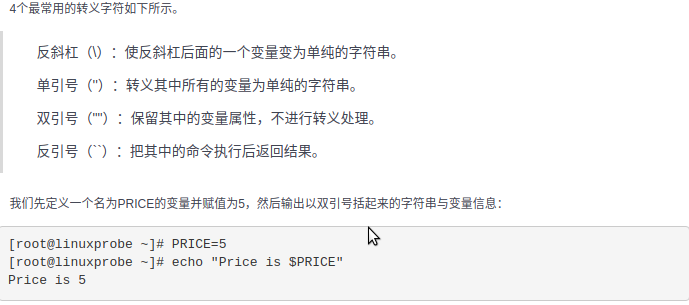 4个最常用的转义字符如下所示。
反斜杠（\）：使反斜杠后面的一个变量变为单纯的字符串。
单引号（''）：转义其中所有的变量为单纯的字符串。
双引号（""）：保留其中的变量属性，不进行转义处理。
反引号（``）：把其中的命令执行后返回结果。
我们先定义一个名为PRICE的变量并赋值为5，然后输出以双引号括起来的字符串与变量信息：
[root@linuxprobe ~]# PRICE=5
[root@linuxprobe ~]# echo "Price is $PRICE"
Price is 5